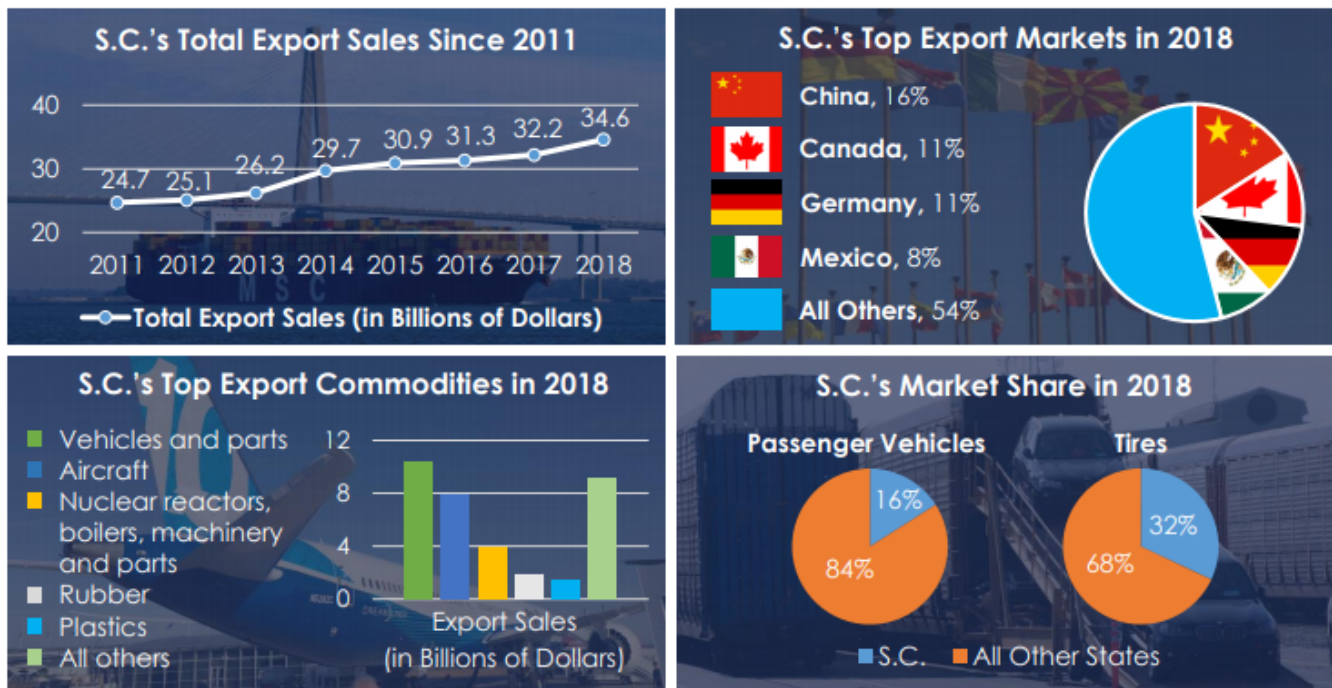 S.C.'s Total Export Sales Since 2011
40
30
20
24.7 25.1 26.2 29.7 30.9 31.3 32.2 34.6
2011 2012 2013 2014 2015 2016 2017 2018
M S C
Total Export Sales (in Billions of Dollars)
S.C.'s Top Export Markets in 2018
China, 16%
Canada, 11%
Germany, 11%
Mexico, 8%
All Others, 54%
S.C.'s Top Export Commodities in 2018
Vehicles and parts
Aircraft
Nuclear reactors,
boilers, machinery
and parts
Rubber
Plastics
All others
12
8
4
0
Export Sales
(in Billions of Dollars)
S.C.'s Market Share in 2018
Passenger Vehicles
16%
84%
Tires
32%
68%
S.C. All Other States